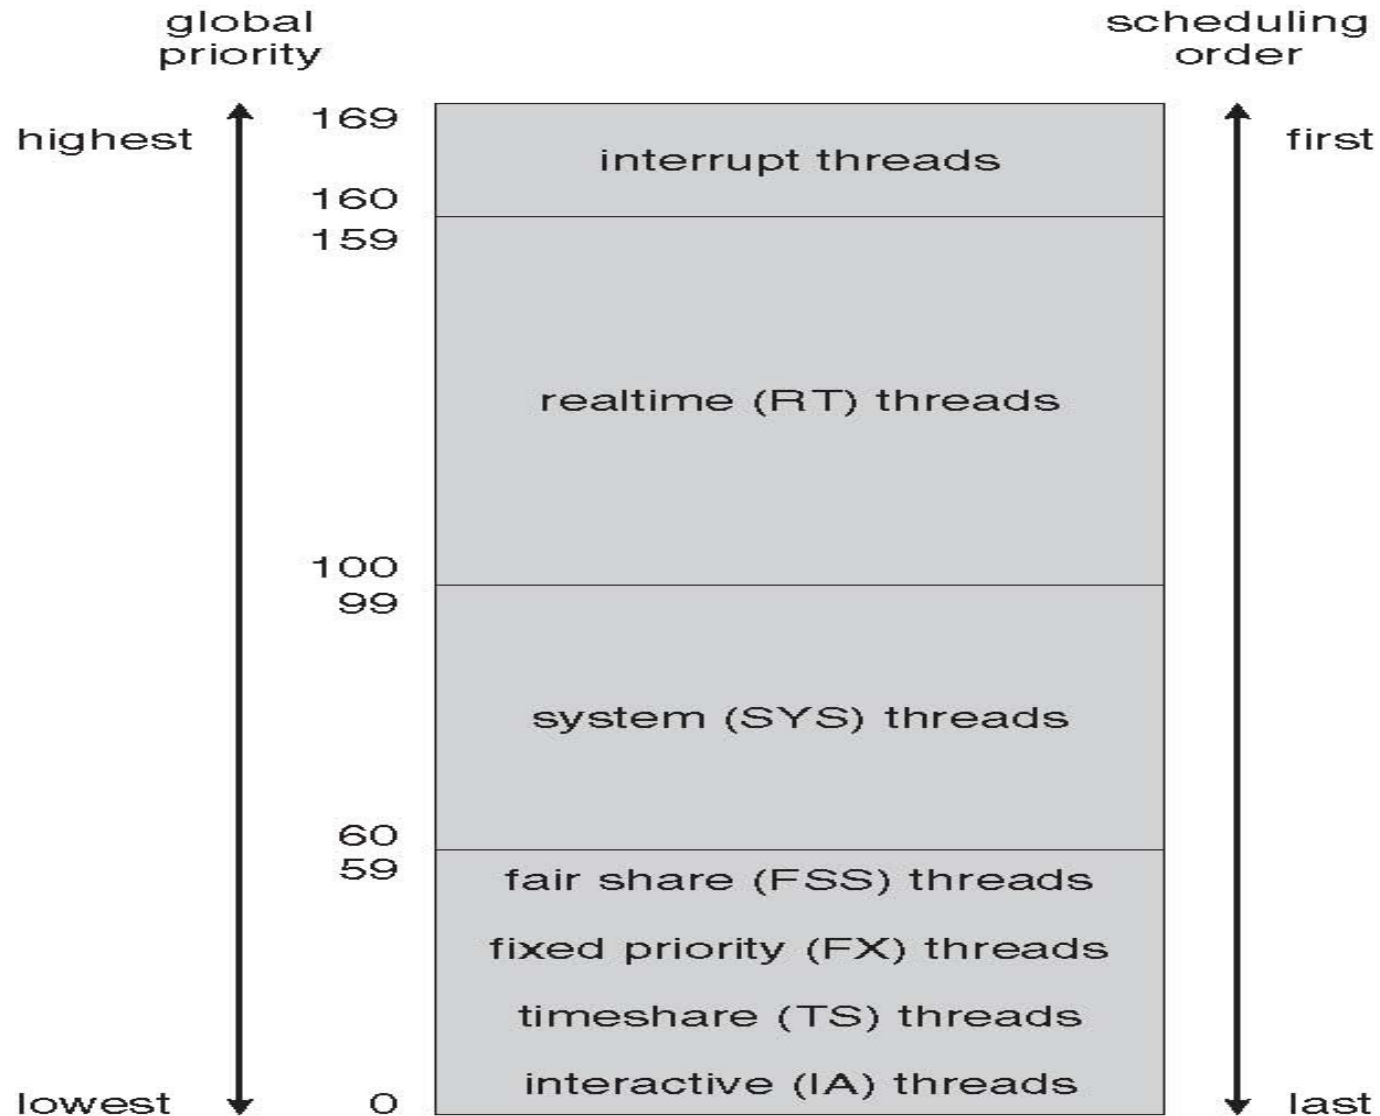 global
priority
scheduling
order
highest
169
first
interrupt threads
160
159
realtime (RT) threads
100
99
system (SYS) threads
60
59
fair share (FSS) threads
fixed priority (FX) threads
timeshare (TS) threads
interactive (IA) threads
lowest
0
last